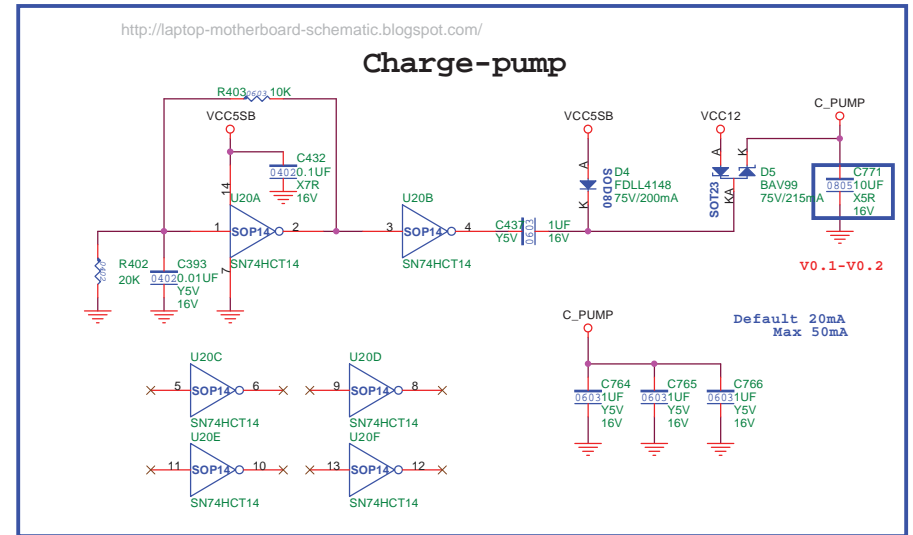 http://laptop-motherboard-schematic.blogspot.com/
Charge-pump
R403 0603 10K
VCC5SB
C432
0402 0.1UF
X7R
16V
14
U20A
1 SOP14 2
SN74HCT14
7
R402
0402
20K
C393
0402 0.01UF
Y5V
16V
U20B
3 SOP14 4
SN74HCT14
C437
Y5V
0603
1UF
16V
VCC5SB
A
K
SOD80
D4
FDLL4148
75V/200mA
VCC12
A
K
KA
SOT23
D5
BAV99
75V/215mA
C_PUMP
C771
0805 10UF
X5R
16V
V0.1-V0.2
C_PUMP
Default 20mA
Max 50mA
C764
0603 1UF
Y5V
16V
C765
0603 1UF
Y5V
16V
C766
0603 1UF
Y5V
16V
U20C
5 SOP14 6
SN74HCT14
U20D
9 SOP14 8
SN74HCT14
U20E
11 SOP14 10
SN74HCT14
U20F
13 SOP14 12
SN74HCT14